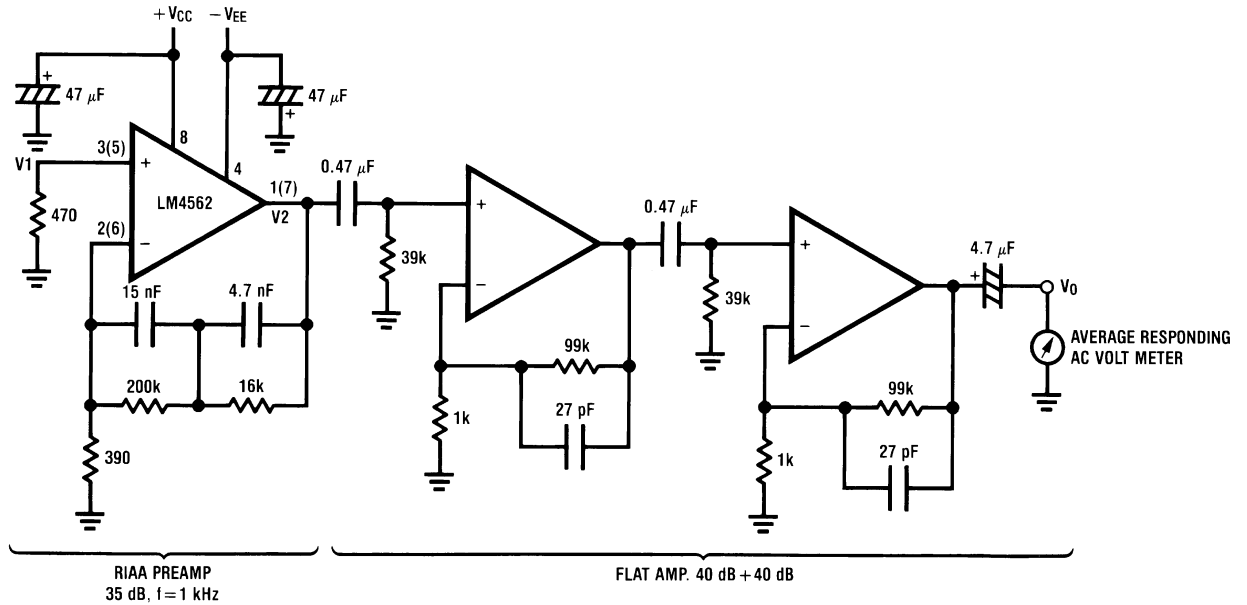 +VCC
−VEE
+
47 µF
47 µF
+
8
4
V1
3(5)
+
LM4562
1(7)
V2
470
2(6)
−
0.47 µF
39k
15 nF
4.7 nF
200k
16k
390
+
−
99k
27 pF
1k
0.47 µF
39k
+
−
99k
27 pF
1k
4.7 µF
+
VO
AVERAGE RESPONDING
AC VOLT METER
RIAA PREAMP
35 dB, f=1 kHz
FLAT AMP. 40 dB+40 dB